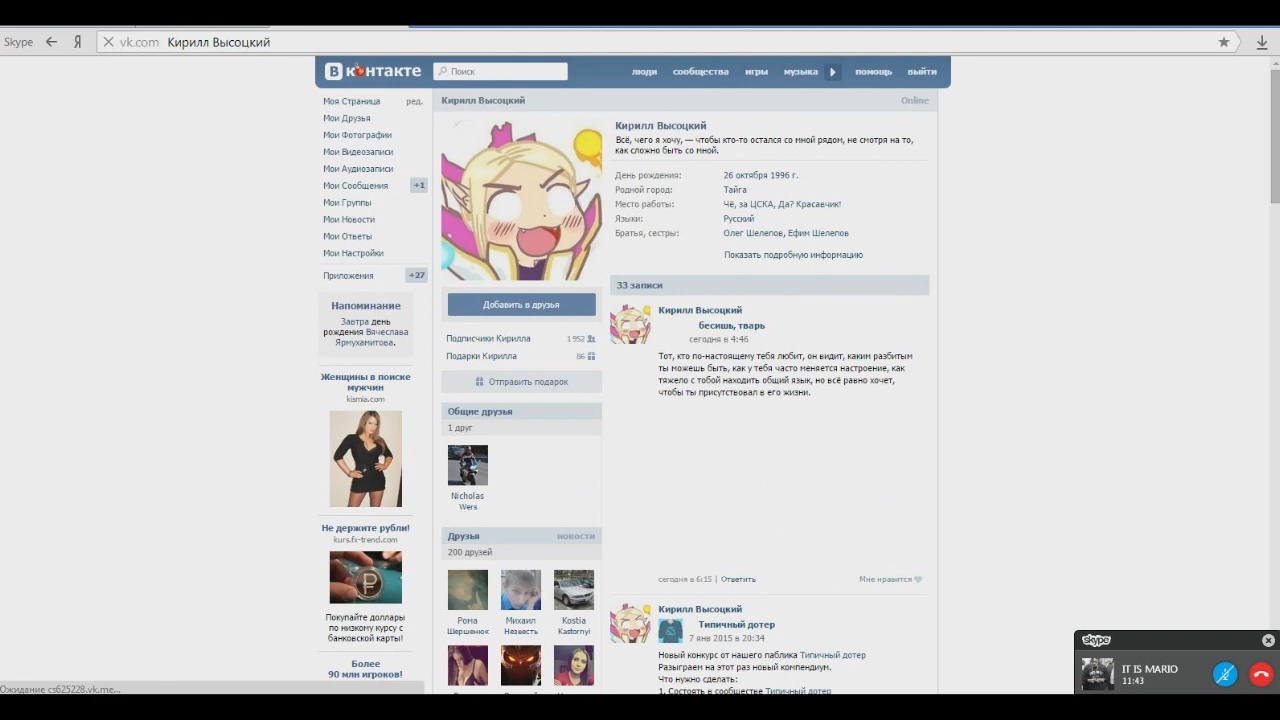 Skype
Я
vk.com Кирилл Высоцкий
В контакте
Поиск
люди сообщества игры музыка помощь выйти
Моя Страница ред.
Мои Друзья
Мои Фотографии
Мои Видеозаписи
Мои Аудиозаписи
Мои Сообщения +1
Мои Группы
Мои Новости
Мои Ответы
Мои Настройки
Приложения +27
Напоминание
Завтра день
рождения Вячеслава
Ярмухамитова.
Женщины в поиске
мужчин
kismia.com
Не держите рубли!
kurs.fx-trend.com
Покупайте доллары
по низкому курсу с
банковской карты!
Более
90 млн игроков!
Кирилл Высоцкий Online
Добавить в друзья
Подписчики Кирилла 1 952
Подарки Кирилла 86
Отправить подарок
Общие друзья
1 друг
Nicholas
Wers
Друзья новости
200 друзей
Рома
Шершенюк
Михаил
Незвесть
Kostia
Kastornyi
Кирилл Высоцкий
Всё, чего я хочу, — чтобы кто-то остался со мной рядом, не смотря на то,
как сложно быть со мной.
День рождения: 26 октября 1996 г.
Родной город: Тайга
Место работы: Чё, за ЦСКА, Да? Красавчик!
Языки: Русский
Братья, сестры: Олег Шелепов, Ефим Шелепов
Показать подробную информацию
33 записи
Кирилл Высоцкий
бесишь, тварь
сегодня в 4:46
Тот, кто по-настоящему тебя любит, он видит, каким разбитым
ты можешь быть, как у тебя часто меняется настроение, как
тяжело с тобой находить общий язык, но всё равно хочет,
чтобы ты присутствовал в его жизни.
сегодня в 6:15 | Ответить Мне нравится
Кирилл Высоцкий
Типичный дотер
7 янв 2015 в 20:34
Новый конкурс от нашего паблика Типичный дотер
Разыграем на этот раз новый компендиум.
Что нужно сделать:
1. Состоять в сообществе Типичный дотер
Ожидание cs625228.vk.me...
skype
IT IS MARIO
11:43